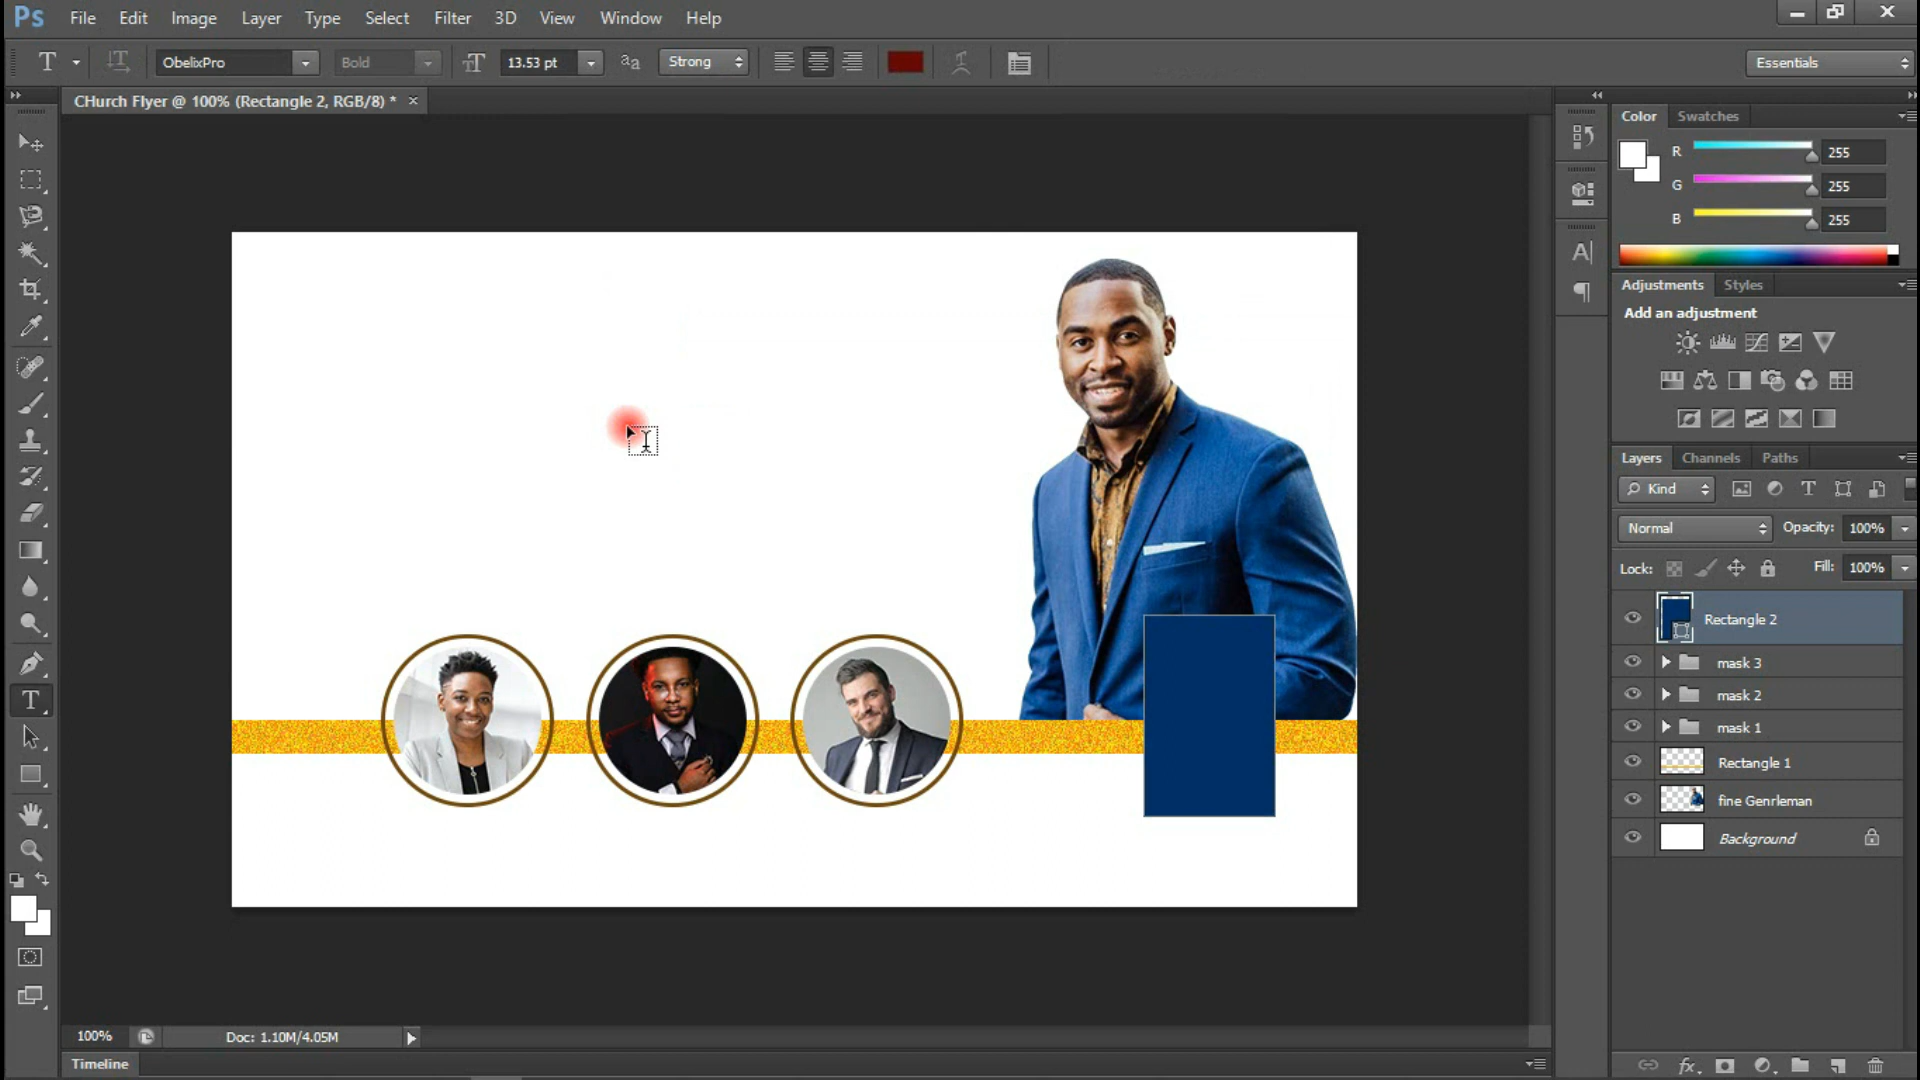 Ps File Edit Image Layer Type Select Filter 3D View Window Help
T ObelixPro Bold 13.53 pt aa Strong Essentials
CHurch Flyer @ 100% (Rectangle 2, RGB/8) * ×
Color Swatches
R 255
G 255
B 255
Adjustments Styles
Add an adjustment
Layers Channels Paths
Kind
Normal Opacity: 100%
Lock: Fill: 100%
Rectangle 2
mask 3
mask 2
mask 1
Rectangle 1
fine Genrleman
Background
100% Doc: 1.10M/4.05M
Timeline
fx